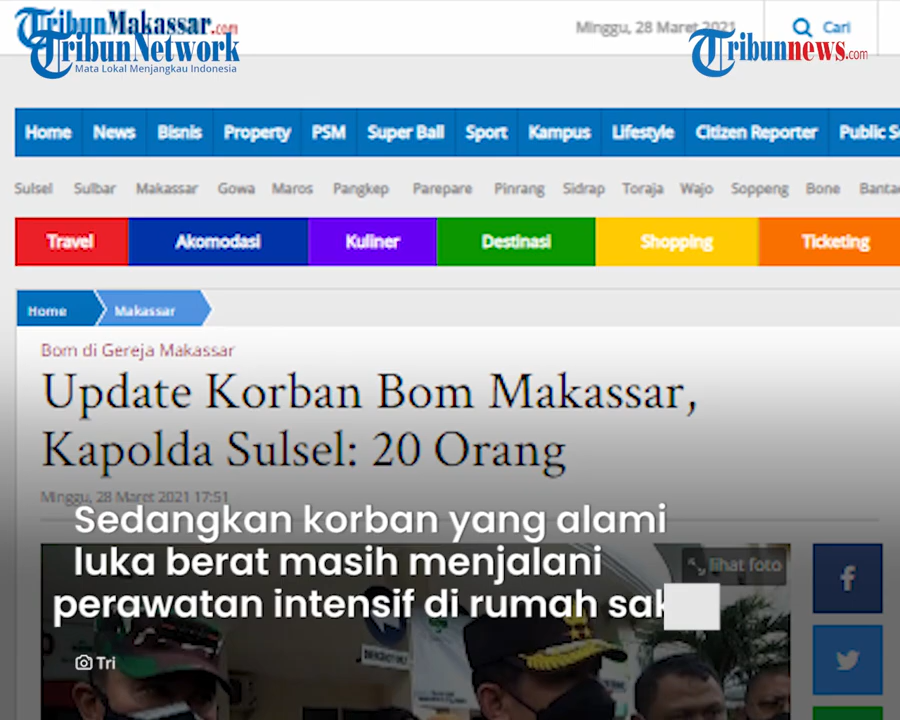 TribunMakassar.com
TribunNetwork
Mata Lokal Menjangkau Indonesia
Minggu, 28 Maret 2021
Cari
Tribunnews.com
Home News Bisnis Property PSM Super Ball Sport Kampus Lifestyle Citizen Reporter Public
Sulsel Sulbar Makassar Gowa Maros Pangkep Parepare Pinrang Sidrap Toraja Wajo Soppeng Bone
Travel Akomodasi Kuliner Destinasi Shopping Ticketing
Home Makassar
Bom di Gereja Makassar
Update Korban Bom Makassar,
Kapolda Sulsel: 20 Orang
Minggu, 28 Maret 2021 17:51
Sedangkan korban yang alami
luka berat masih menjalani
perawatan intensif di rumah sak
lihat foto
Tri